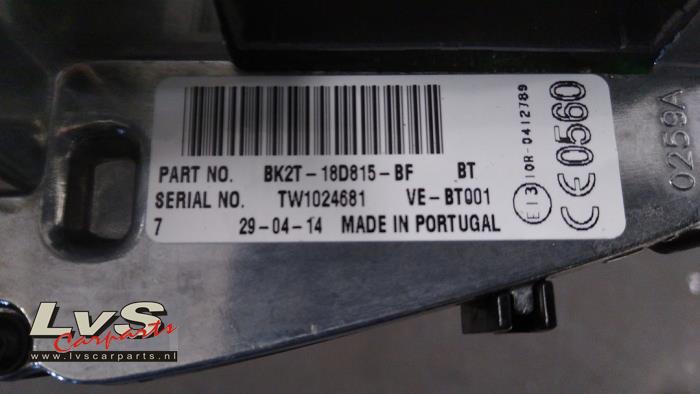 PART NO. BK2T-18D815-BF BT
SERIAL NO. TW1024681 VE-BT001
7 29-04-14 MADE IN PORTUGAL
E13 10R-0412789
CE0560
0259A
LvS
Carparts
www.lvscarparts.nl